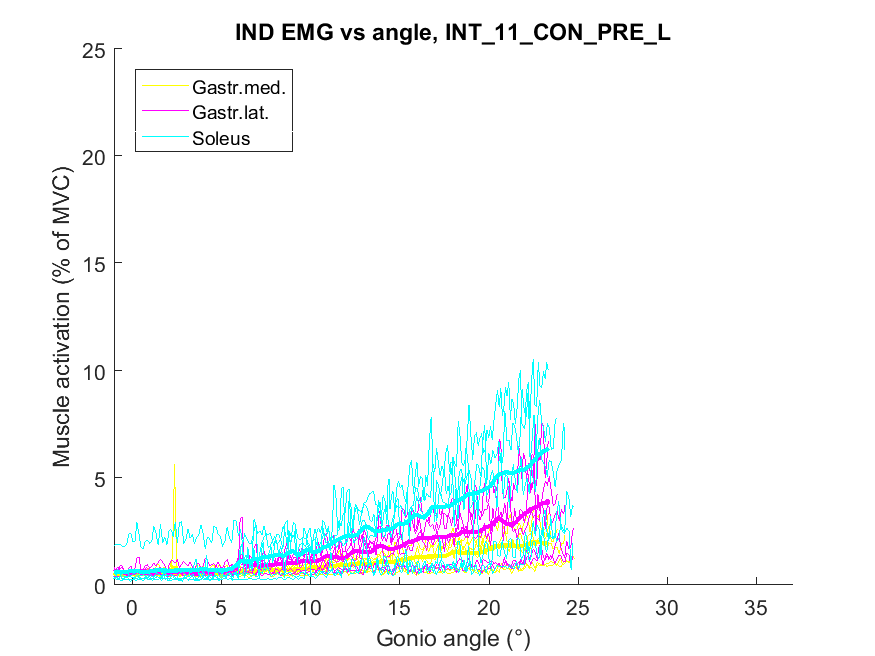 IND EMG vs angle, INT_11_CON_PRE_L
25
20
15
10
5
0
Muscle activation (% of MVC)
Gastr.med.
Gastr.lat.
Soleus
0 5 10 15 20 25 30 35
Gonio angle (°)